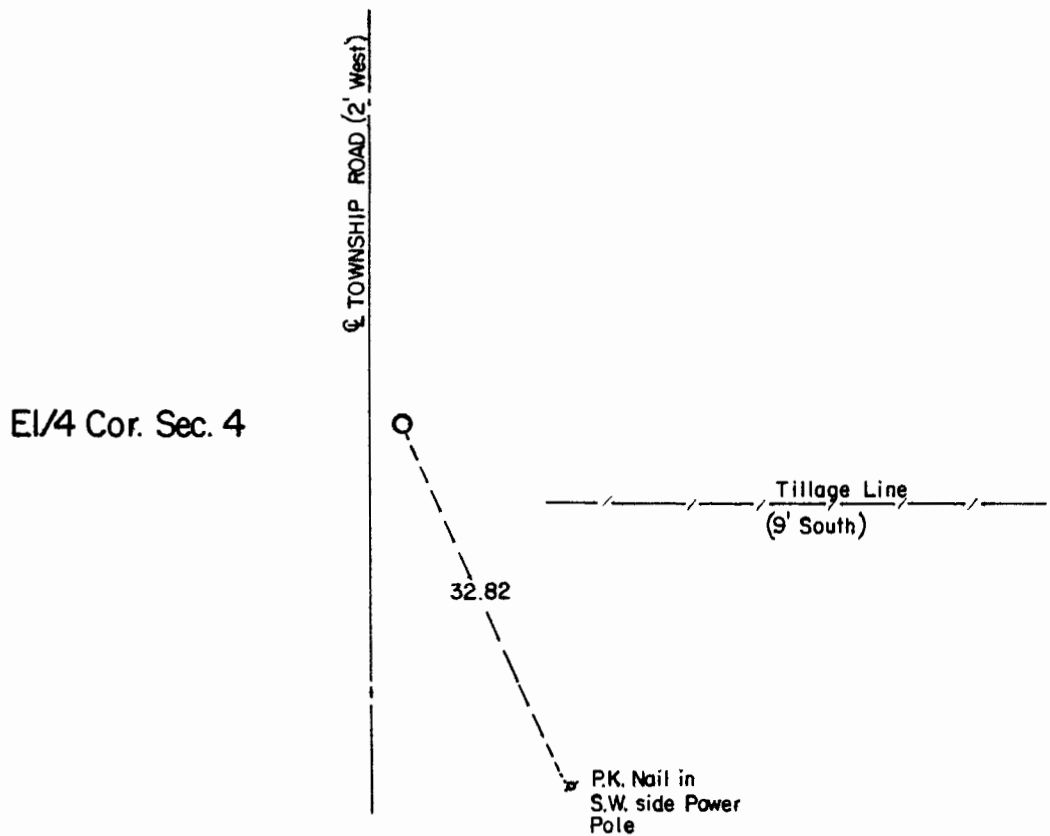 ℄ TOWNSHIP ROAD (2' West)
E1/4 Cor. Sec. 4
Tillage Line
(9' South)
32.82
P.K. Nail in
S.W. side Power
Pole